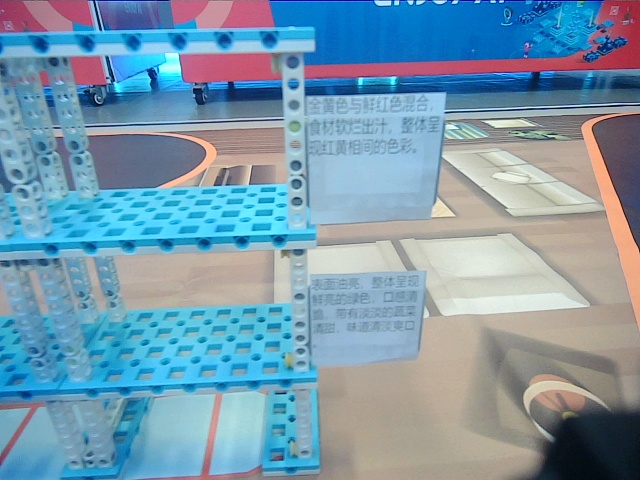 金黄色与鲜红色混合，
食材软烂出汁，整体呈
现红黄相间的色彩。
表面油亮，整体呈现
鲜亮的绿色，口感清
带有淡淡的蔬菜
清甜，味道清淡爽口